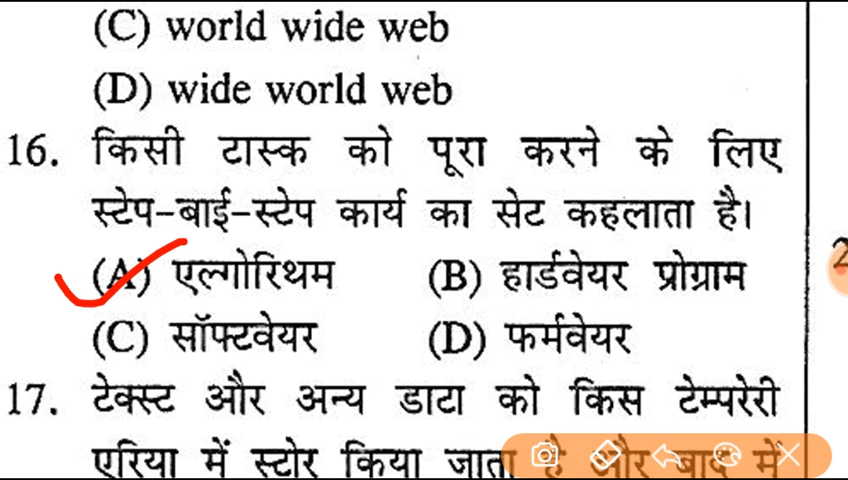 (C) world wide web
(D) wide world web
16. किसी टास्क को पूरा करने के लिए
स्टेप-बाई-स्टेप कार्य का सेट कहलाता है।
(A) एल्गोरिथम (B) हार्डवेयर प्रोग्राम
(C) सॉफ्टवेयर (D) फर्मवेयर
17. टेक्स्ट और अन्य डाटा को किस टेम्परेरी
एरिया में स्टोर किया जाता है और बाद में